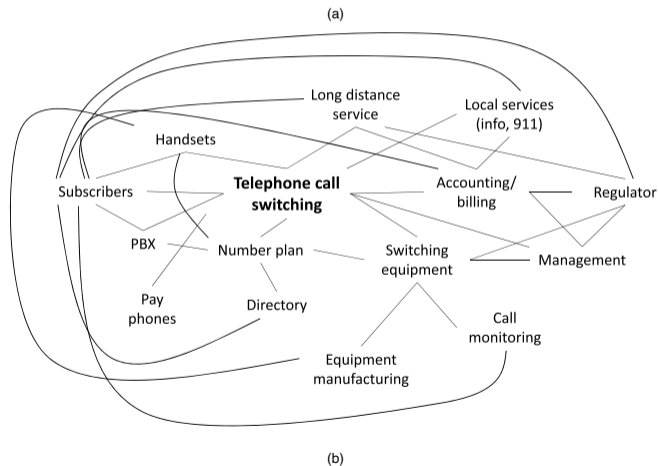 (a)
Long distance
service
Local services
(info, 911)
Handsets
Subscribers
Telephone call
switching
Accounting/
billing
Regulator
PBX
Number plan
Switching
equipment
Management
Pay
phones
Directory
Call
monitoring
Equipment
manufacturing
(b)